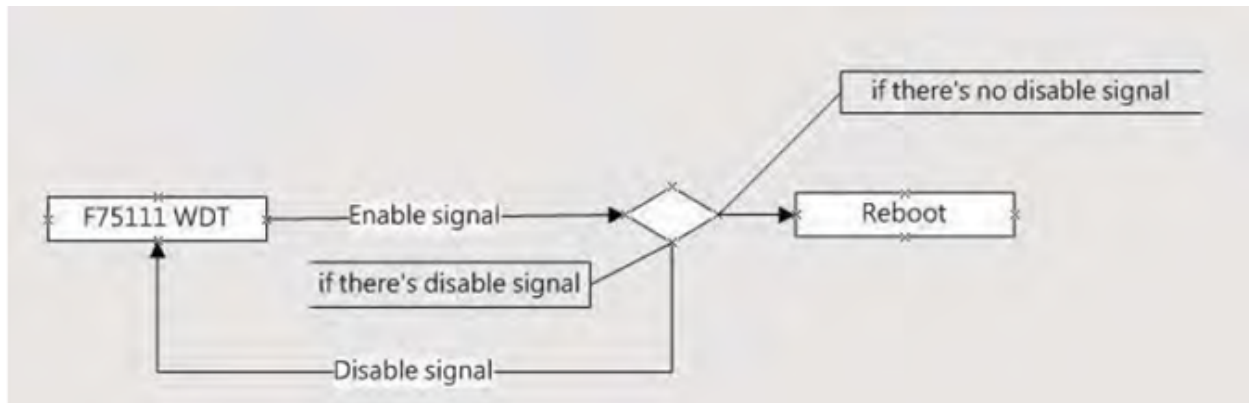 if there's no disable signal
F75111 WDT
Enable signal
Reboot
if there's disable signal
Disable signal